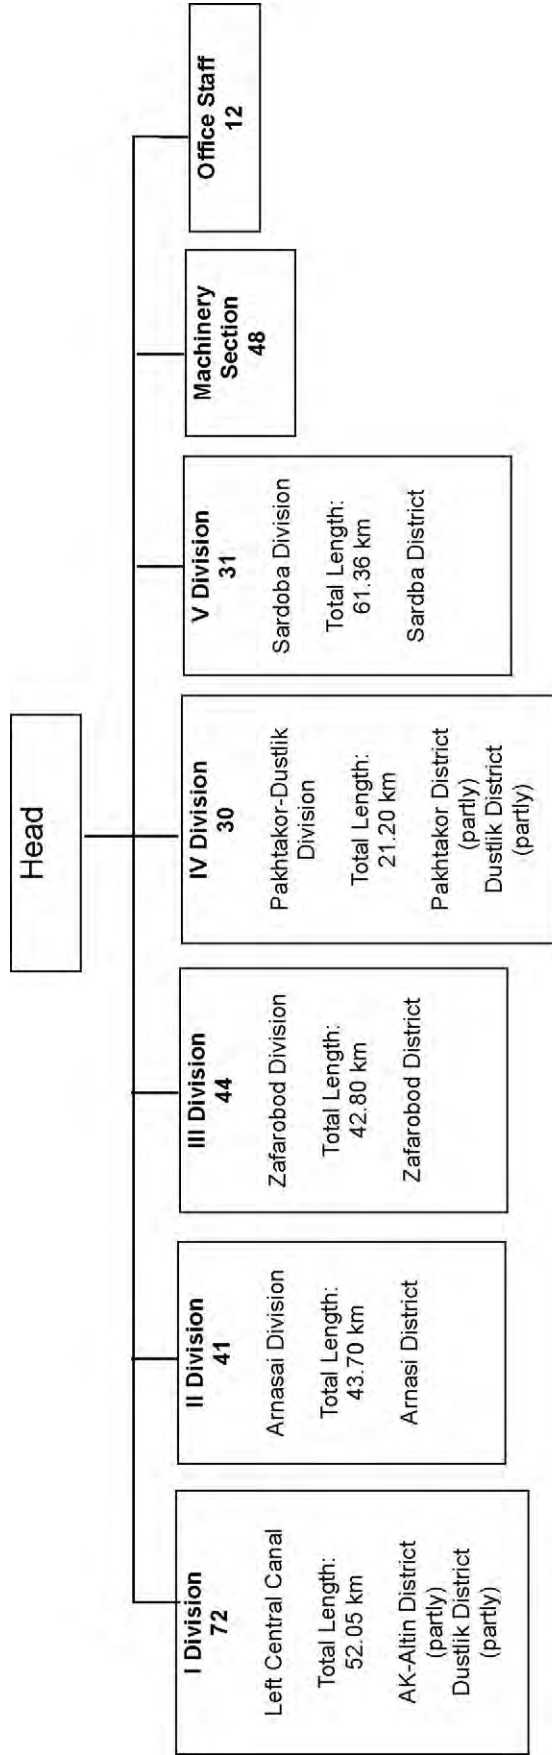 Head
I Division
72
Left Central Canal
Total Length:
52.05 km
AK-Altin District
(partly)
Dustlik District
(partly)
II Division
41
Arnasai Division
Total Length:
43.70 km
Arnasi District
III Division
44
Zafarobod Division
Total Length:
42.80 km
Zafarobod District
IV Division
30
Pakhtakor-Dustlik
Division
Total Length:
21.20 km
Pakhtakor District
(partly)
Dustlik District
(partly)
V Division
31
Sardoba Division
Total Length:
61.36 km
Sardba District
Machinery
Section
48
Office Staff
12